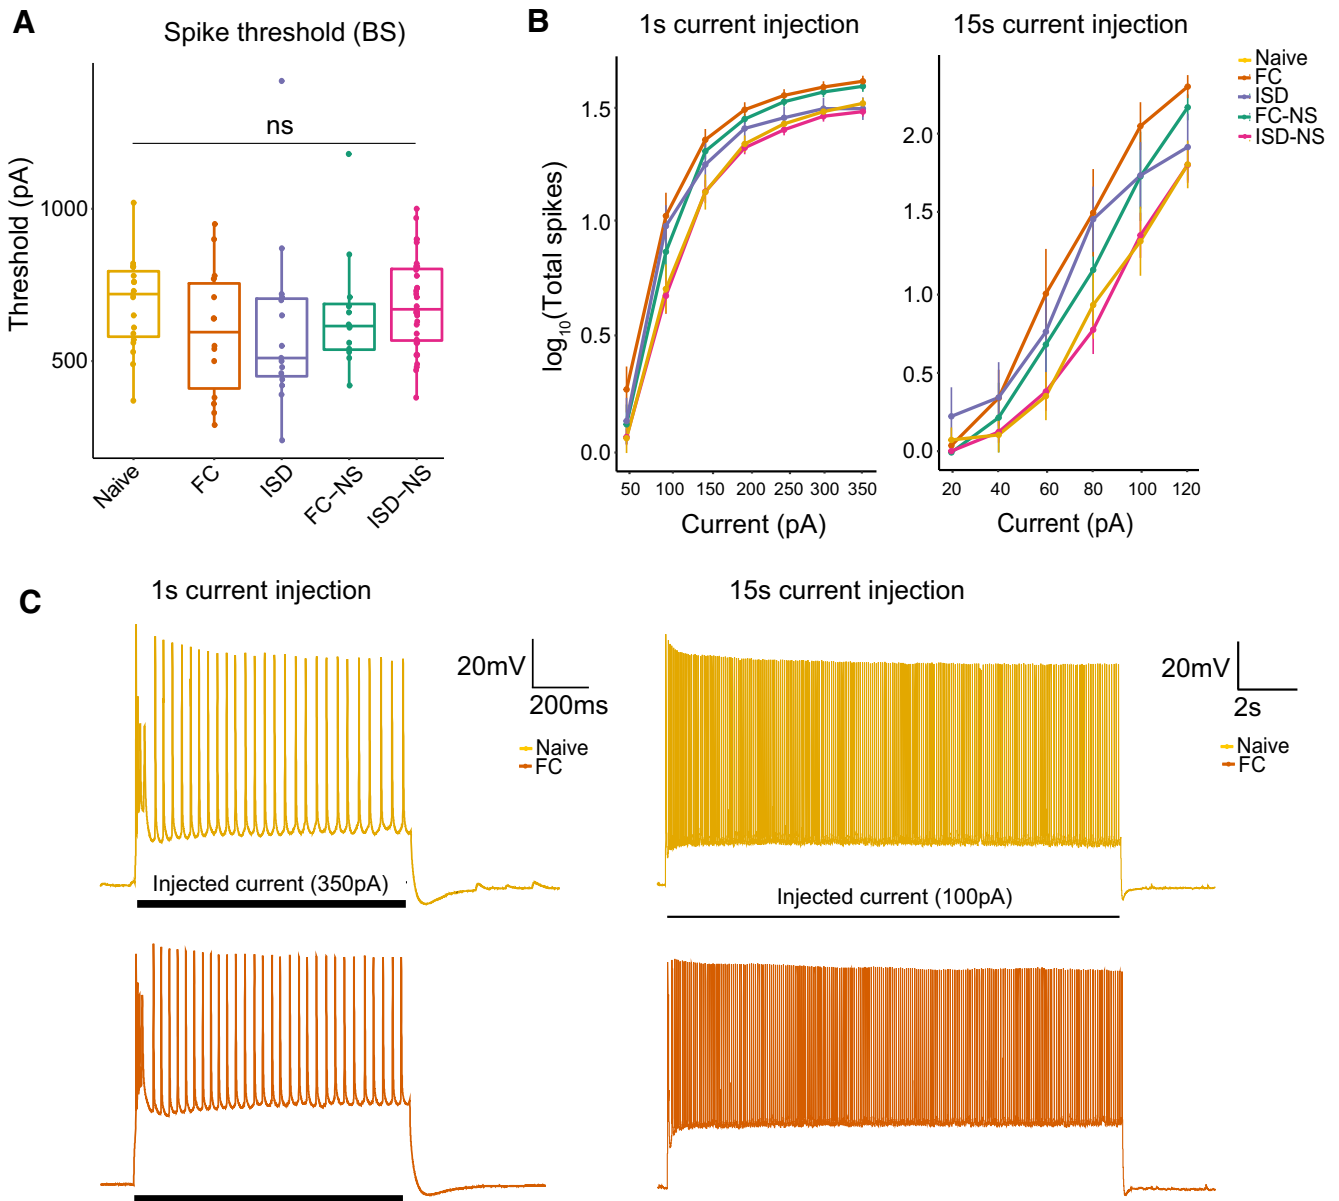 A
Spike threshold (BS)
ns
Threshold (pA)
1000
500
Naive
FC
ISD
FC-NS
ISD-NS
B
1s current injection
log10(Total spikes)
1.5
1.0
0.5
0.0
50 100 150 200 250 300 350
Current (pA)
15s current injection
2.0
1.5
1.0
0.5
0.0
20 40 60 80 100 120
Current (pA)
Naive
FC
ISD
FC-NS
ISD-NS
C
1s current injection
20mV
200ms
Naive
FC
Injected current (350pA)
15s current injection
20mV
2s
Naive
FC
Injected current (100pA)